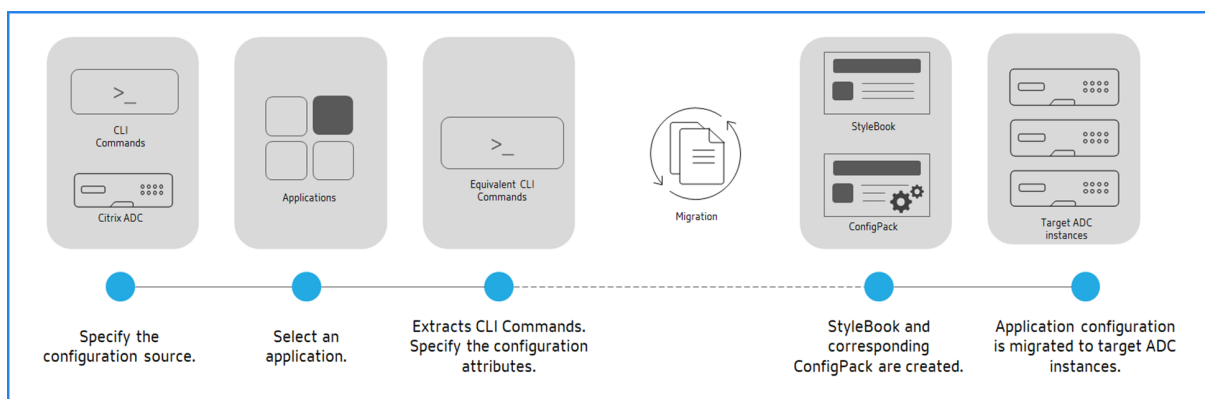 >_
CLI
Commands
Citrix ADC
Applications
>_
Equivalent CLI
Commands
Migration
StyleBook
ConfigPack
Target ADC
instances
Specify the
configuration source.
Select an
application.
Extracts CLI Commands.
Specify the configuration
attributes.
StyleBook and
corresponding
ConfigPack are created.
Application configuration
is migrated to target ADC
instances.